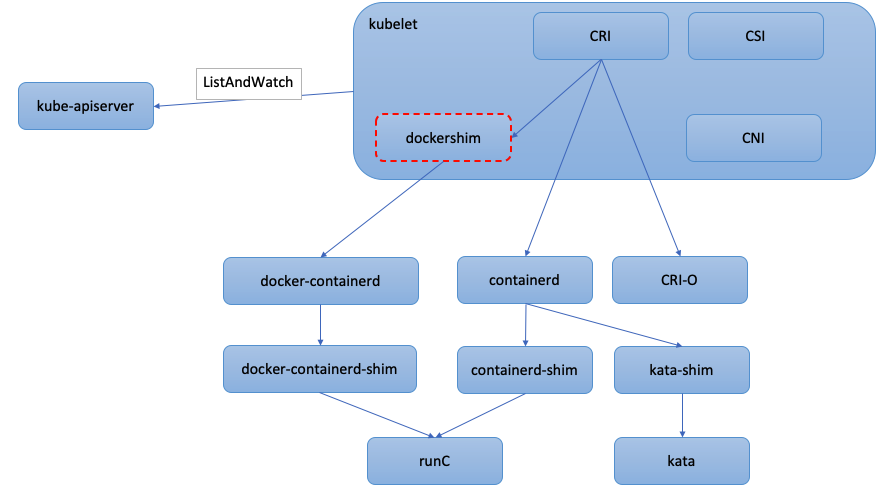 kubelet
CRI
CSI
ListAndWatch
kube-apiserver
dockershim
CNI
docker-containerd
containerd
CRI-O
docker-containerd-shim
containerd-shim
kata-shim
runC
kata